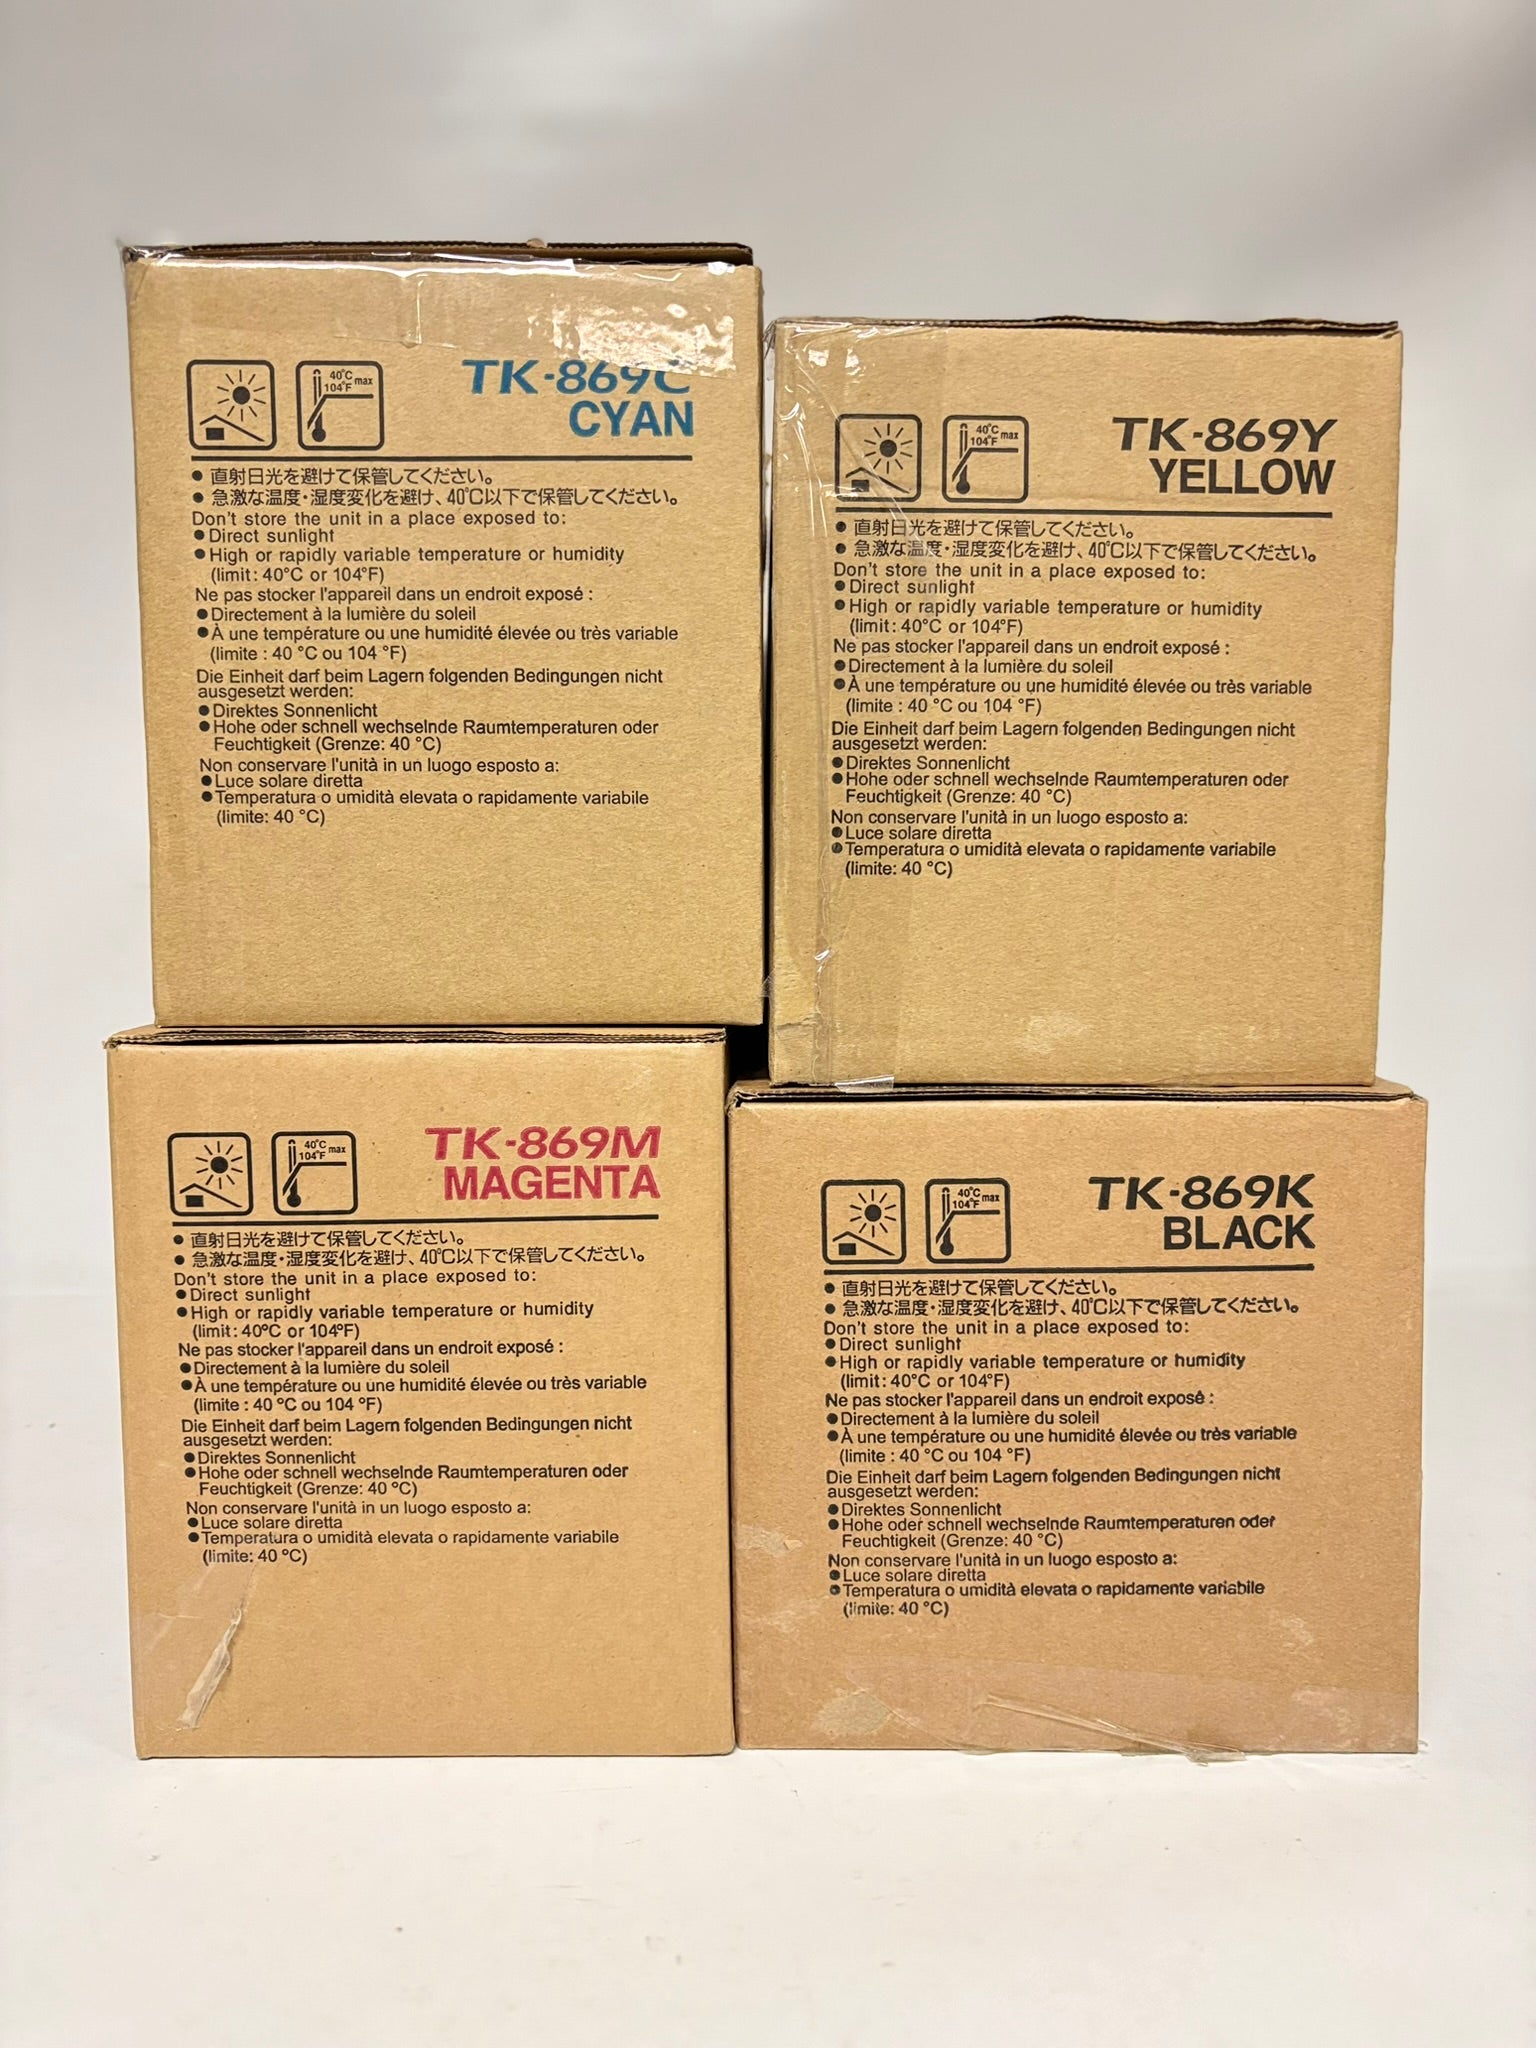 40°C
104°F max
TK-869C
CYAN
● 直射日光を避けて保管してください。
● 急激な温度・湿度変化を避け、40℃以下で保管してください。
Don't store the unit in a place exposed to:
● Direct sunlight
● High or rapidly variable temperature or humidity
(limit: 40°C or 104°F)
Ne pas stocker l'appareil dans un endroit exposé :
● Directement à la lumière du soleil
● À une température ou une humidité élevée ou très variable
(limite : 40 °C ou 104 °F)
Die Einheit darf beim Lagern folgenden Bedingungen nicht
ausgesetzt werden:
● Direktes Sonnenlicht
● Hohe oder schnell wechselnde Raumtemperaturen oder
Feuchtigkeit (Grenze: 40 °C)
Non conservare l'unità in un luogo esposto a:
● Luce solare diretta
● Temperatura o umidità elevata o rapidamente variabile
(limite: 40 °C)
40°C
104°F max
TK-869Y
YELLOW
● 直射日光を避けて保管してください。
● 急激な温度・湿度変化を避け、40℃以下で保管してください。
Don't store the unit in a place exposed to:
● Direct sunlight
● High or rapidly variable temperature or humidity
(limit: 40°C or 104°F)
Ne pas stocker l'appareil dans un endroit exposé :
● Directement à la lumière du soleil
● À une température ou une humidité élevée ou très variable
(limite : 40 °C ou 104 °F)
Die Einheit darf beim Lagern folgenden Bedingungen nicht
ausgesetzt werden:
● Direktes Sonnenlicht
● Hohe oder schnell wechselnde Raumtemperaturen oder
Feuchtigkeit (Grenze: 40 °C)
Non conservare l'unità in un luogo esposto a:
● Luce solare diretta
● Temperatura o umidità elevata o rapidamente variabile
(limite: 40 °C)
40°C
104°F max
TK-869M
MAGENTA
● 直射日光を避けて保管してください。
● 急激な温度・湿度変化を避け、40℃以下で保管してください。
Don't store the unit in a place exposed to:
● Direct sunlight
● High or rapidly variable temperature or humidity
(limit: 40°C or 104°F)
Ne pas stocker l'appareil dans un endroit exposé :
● Directement à la lumière du soleil
● À une température ou une humidité élevée ou très variable
(limite : 40 °C ou 104 °F)
Die Einheit darf beim Lagern folgenden Bedingungen nicht
ausgesetzt werden:
● Direktes Sonnenlicht
● Hohe oder schnell wechselnde Raumtemperaturen oder
Feuchtigkeit (Grenze: 40 °C)
Non conservare l'unità in un luogo esposto a:
● Luce solare diretta
● Temperatura o umidità elevata o rapidamente variabile
(limite: 40 °C)
40°C
104°F max
TK-869K
BLACK
● 直射日光を避けて保管してください。
● 急激な温度・湿度変化を避け、40℃以下で保管してください。
Don't store the unit in a place exposed to:
● Direct sunlight
● High or rapidly variable temperature or humidity
(limit: 40°C or 104°F)
Ne pas stocker l'appareil dans un endroit exposé :
● Directement à la lumière du soleil
● À une température ou une humidité élevée ou très variable
(limite : 40 °C ou 104 °F)
Die Einheit darf beim Lagern folgenden Bedingungen nicht
ausgesetzt werden:
● Direktes Sonnenlicht
● Hohe oder schnell wechselnde Raumtemperaturen oder
Feuchtigkeit (Grenze: 40 °C)
Non conservare l'unità in un luogo esposto a:
● Luce solare diretta
● Temperatura o umidità elevata o rapidamente variabile
(limite: 40 °C)